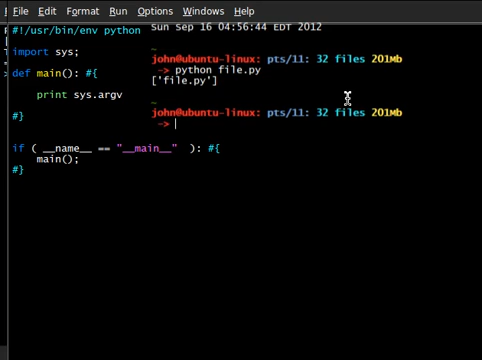 File Edit Format Run Options Windows Help
#!/usr/bin/env python
import sys;
def main(): #{
print sys.argv
#}
if ( __name__ == "__main__" ): #{
main();
#}
Sun Sep 16 04:56:44 EDT 2012
~
john@ubuntu-linux: pts/11: 32 files 201Mb
-> python file.py
['file.py']
~
john@ubuntu-linux: pts/11: 32 files 201Mb
->